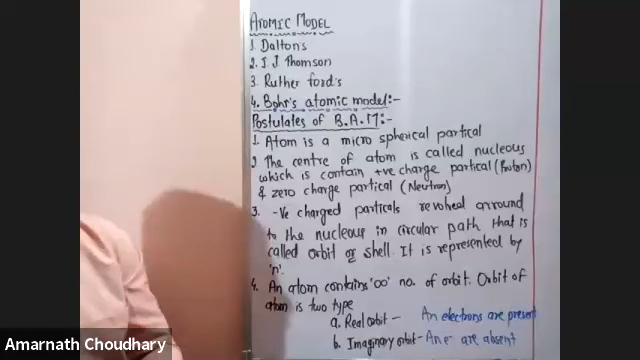 ATOMIC MODEL
1. Dalton's
2. J.J Thomson
3. Ruther ford's
4. Bohr's atomic model:-
Postulates of B.A.M:-
1. Atom is a micro spherical partical
2 The centre of atom is called nucleous
which is contain +ve charge partical (Proton)
& zero charge partical (Neutron)
3. -Ve charged particals revolved arround
to the nucleous in circular path that is
called orbit or shell. It is represented by
'n'.
4. An atom contains '∞' no. of orbit. Orbit of
atom is two type
a. Real orbit - An electrons are present
b. Imaginary orbit - An e⁻ are absent
Amarnath Choudhary